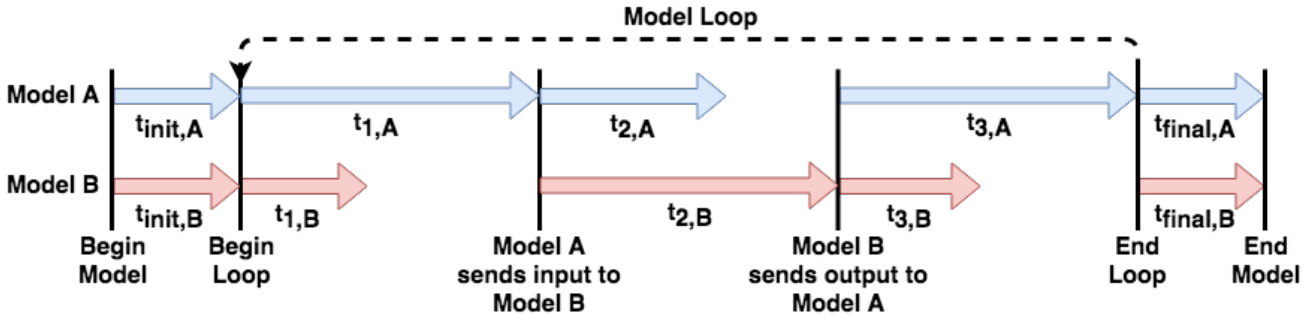 Model Loop
Model A
t_init,A
t_1,A
t_2,A
t_3,A
t_final,A
Model B
t_init,B
t_1,B
t_2,B
t_3,B
t_final,B
Begin
Model
Begin
Loop
Model A
sends input to
Model B
Model B
sends output to
Model A
End
Loop
End
Model